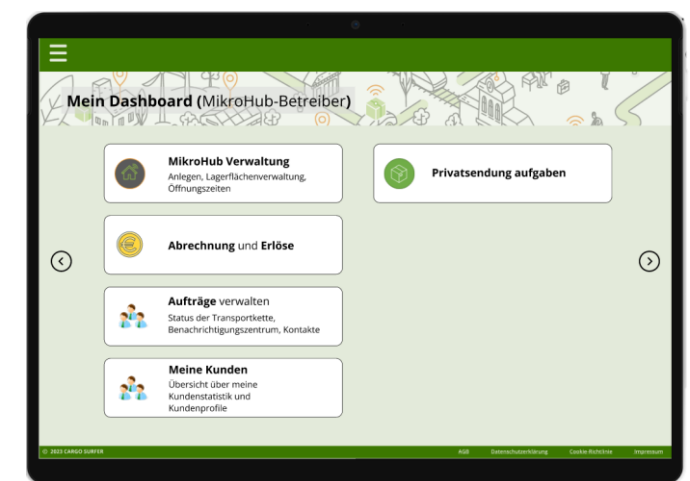 Mein Dashboard (MikroHub-Betreiber)
MikroHub Verwaltung
Anlegen, Lagerflächenverwaltung,
Öffnungszeiten
Privatsendung aufgaben
Abrechnung und Erlöse
Aufträge verwalten
Status der Transportkette,
Benachrichtigungszentrum, Kontakte
Meine Kunden
Übersicht über meine
Kundenstatistik und
Kundenprofile
© 2023 CARGO SURFER
AGB Datenschutzerklärung Cookie-Richtlinie Impressum